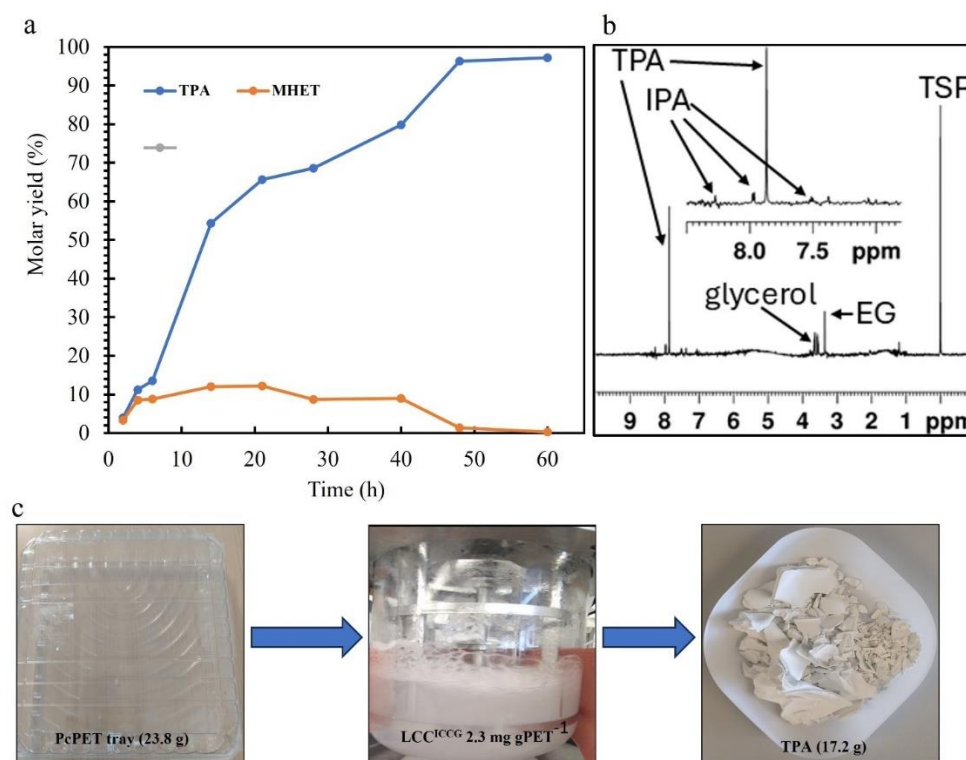 a
100
90
80
70
60
50
40
30
20
10
0
TPA MHET
Molar yield (%)
0 10 20 30 40 50 60
Time (h)
b
TPA
IPA
TSP
8.0 7.5 ppm
glycerol
EG
9 8 7 6 5 4 3 2 1 ppm
c
PcPET tray (23.8 g)
LCCᴵᶜᶜᴳ 2.3 mg gPET⁻¹
TPA (17.2 g)